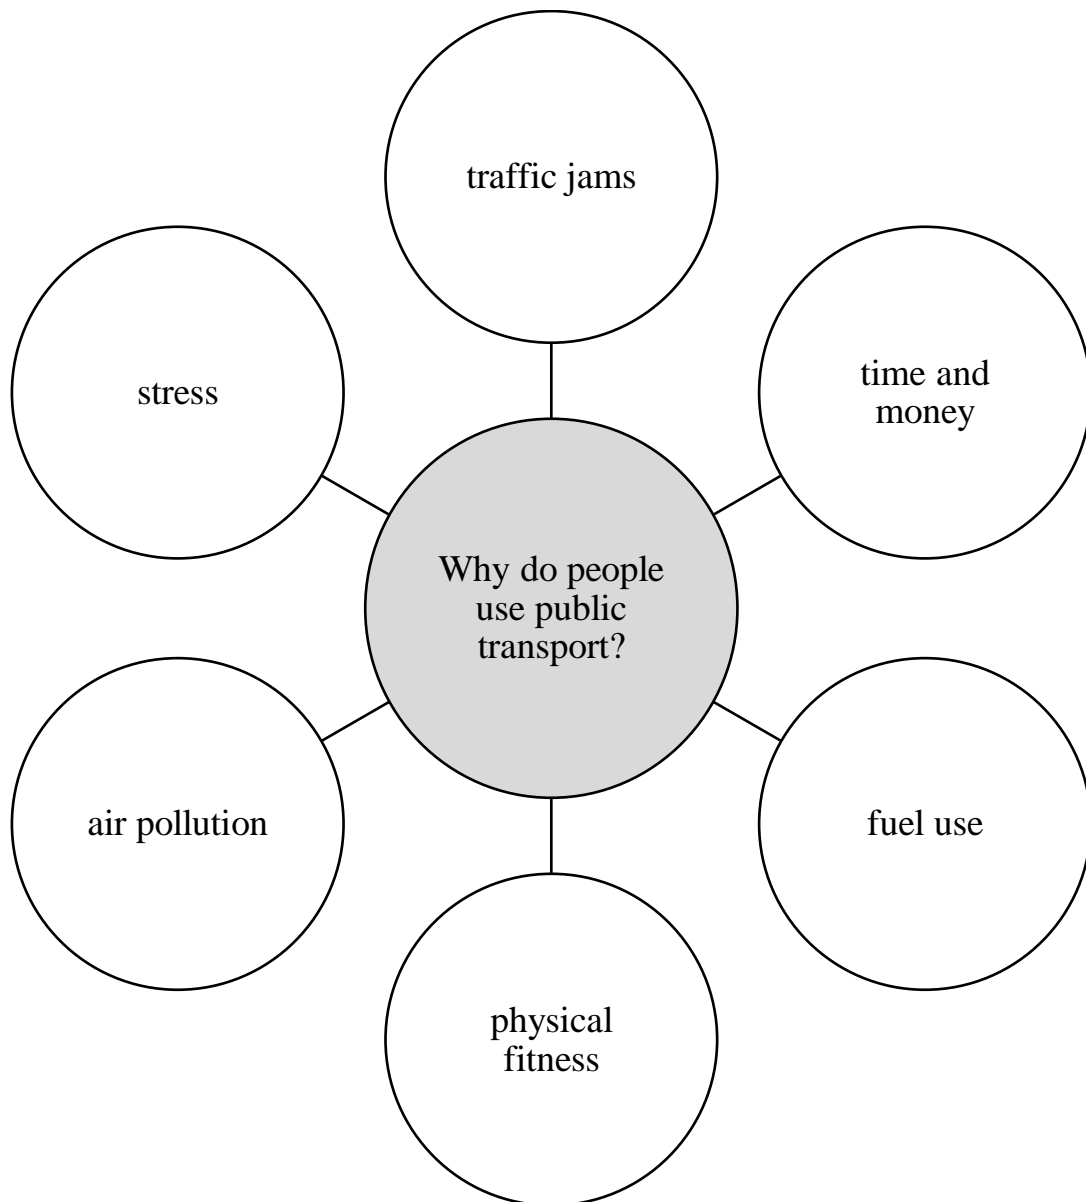 traffic jams
stress
time and
money
Why do people
use public
transport?
air pollution
fuel use
physical
fitness